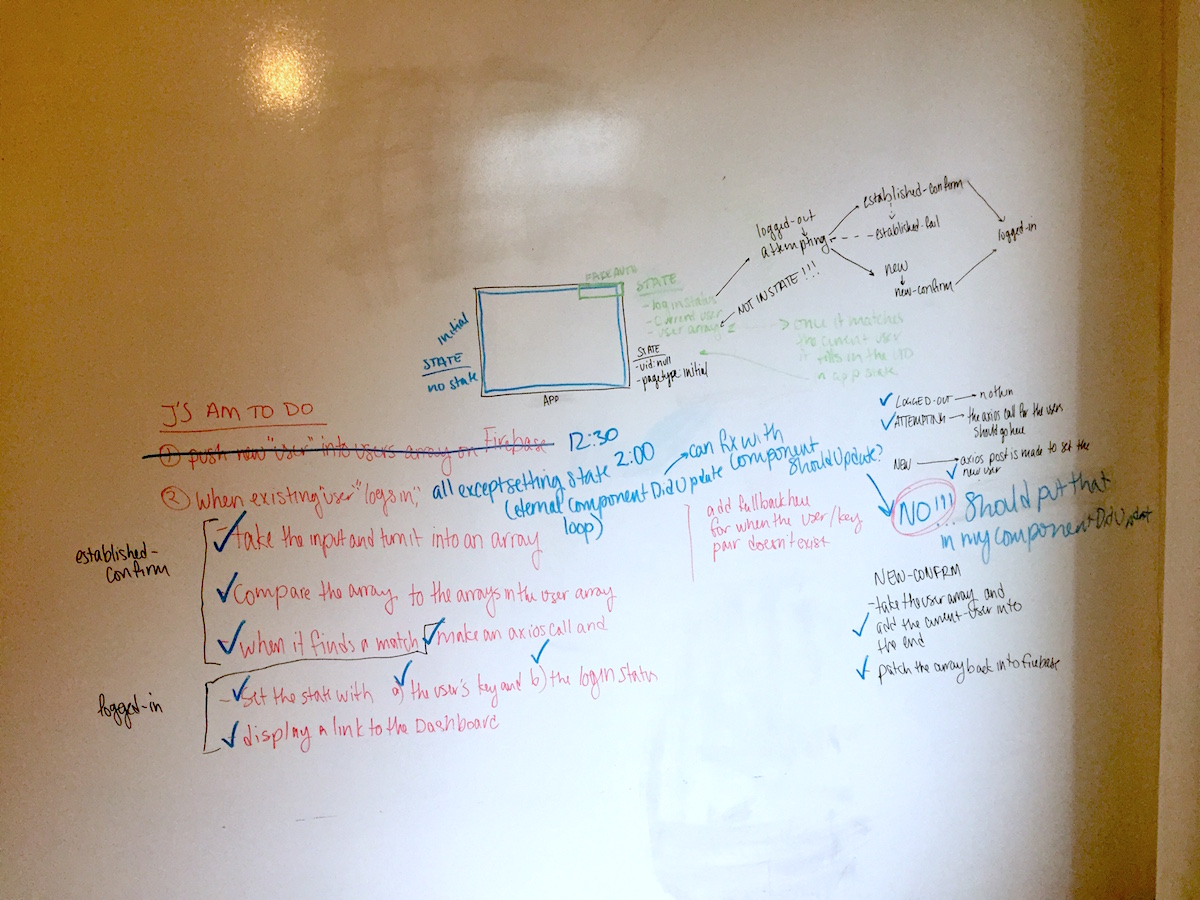 established-confirm
logged-out
attempting
established-fail
logged-in
new
new-confirm
NOT IN STATE!!!
STATE
- log in status
- current user
- user array
> once it matches
the current user
it on the UID
in app state
initial
STATE
no state
STATE
- uid: null
- pagetype: initial
APP
J'S AM TO DO
① push new "user" into users array on Firebase
12:30
② when existing "user" "logs in,"
all except setting state 2:00
(eternal component Did Update
loop)
can fix with
component
Should Update?
NO!!! ... Should put that
in my component Did Update
established-
confirm
- take the input and turn it into an array
- compare the array to the arrays in the user array
- when it finds a match make an axios call and
add fallback here
for when the user/key
pair doesn't exist
logged-in
- set the state with a) the user's key and b) the login status
- display a link to the Dashboard
LOGGED-OUT
ATTEMPTING the axios call for the users
should go here
NEW axios post is made to set the
new user
NEW-CONFIRM
- take the user array and
add the current-user into
the end
- patch the array back into firebase